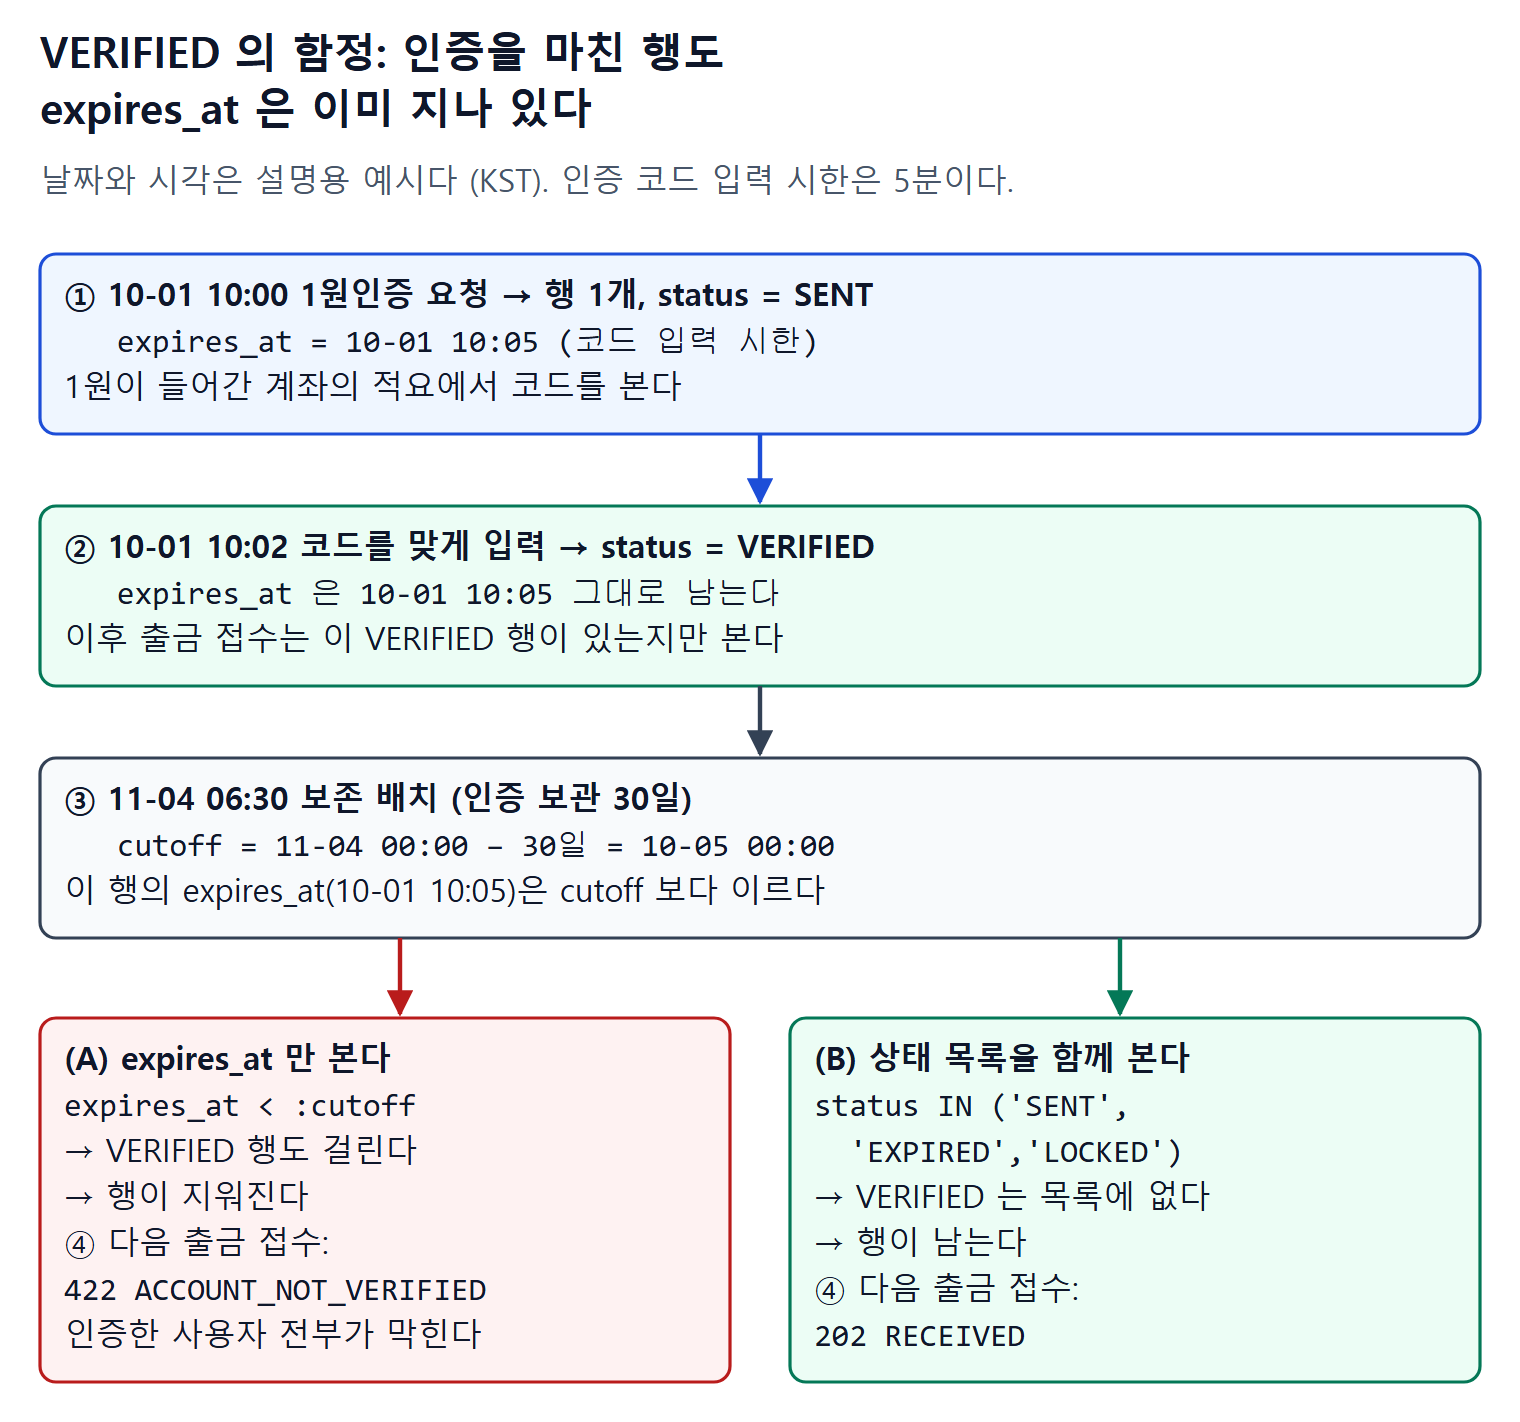 VERIFIED 의 함정: 인증을 마친 행도
expires_at 은 이미 지나 있다
날짜와 시각은 설명용 예시다 (KST). 인증 코드 입력 시한은 5분이다.
① 10-01 10:00 1원인증 요청 → 행 1개, status = SENT
expires_at = 10-01 10:05 (코드 입력 시한)
1원이 들어간 계좌의 적요에서 코드를 본다
② 10-01 10:02 코드를 맞게 입력 → status = VERIFIED
expires_at 은 10-01 10:05 그대로 남는다
이후 출금 접수는 이 VERIFIED 행이 있는지만 본다
③ 11-04 06:30 보존 배치 (인증 보관 30일)
cutoff = 11-04 00:00 − 30일 = 10-05 00:00
이 행의 expires_at(10-01 10:05)은 cutoff 보다 이르다
(A) expires_at 만 본다
expires_at < :cutoff
→ VERIFIED 행도 걸린다
→ 행이 지워진다
④ 다음 출금 접수:
422 ACCOUNT_NOT_VERIFIED
인증한 사용자 전부가 막힌다
(B) 상태 목록을 함께 본다
status IN ('SENT',
'EXPIRED','LOCKED')
→ VERIFIED 는 목록에 없다
→ 행이 남는다
④ 다음 출금 접수:
202 RECEIVED